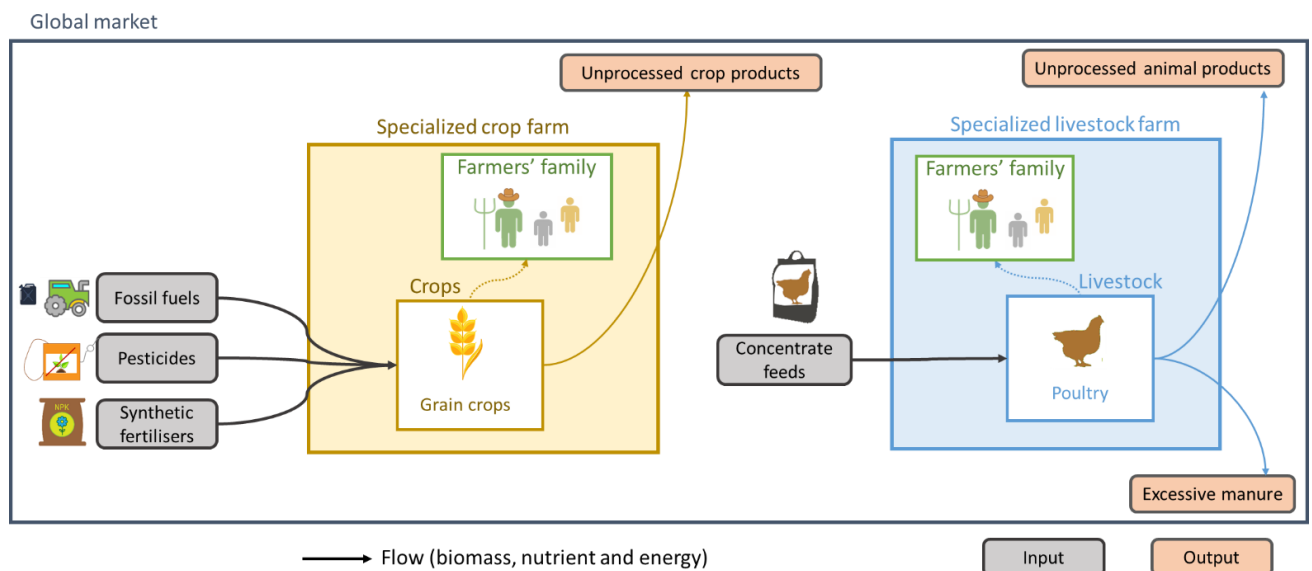 Global market
Unprocessed crop products
Unprocessed animal products
Specialized crop farm
Specialized livestock farm
Farmers' family
Farmers' family
Crops
Livestock
Fossil fuels
Pesticides
NPK
Synthetic
fertilisers
Grain crops
Concentrate
feeds
Poultry
Excessive manure
Flow (biomass, nutrient and energy)
Input
Output